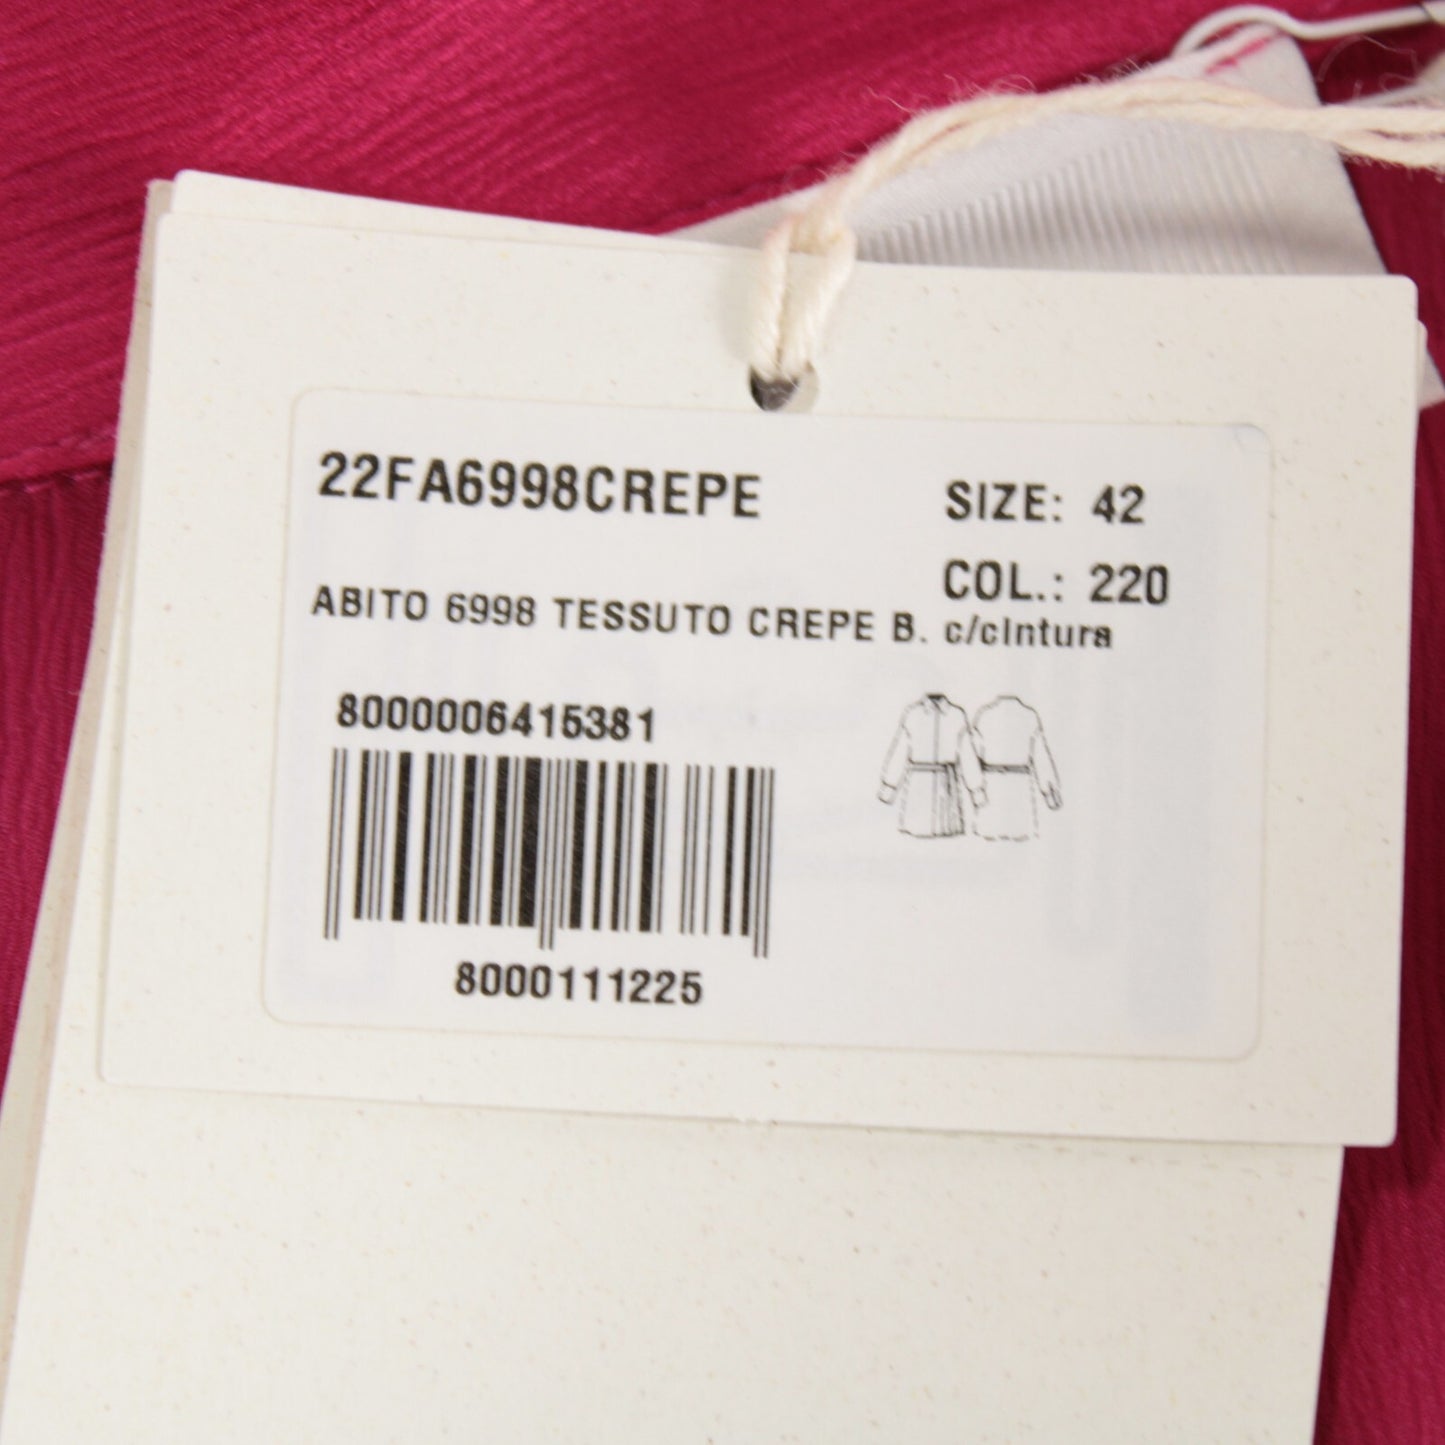 22FA6998CREPE SIZE: 42
COL.: 220
ABITO 6998 TESSUTO CREPE B. c/cintura
8000006415381
8000111225